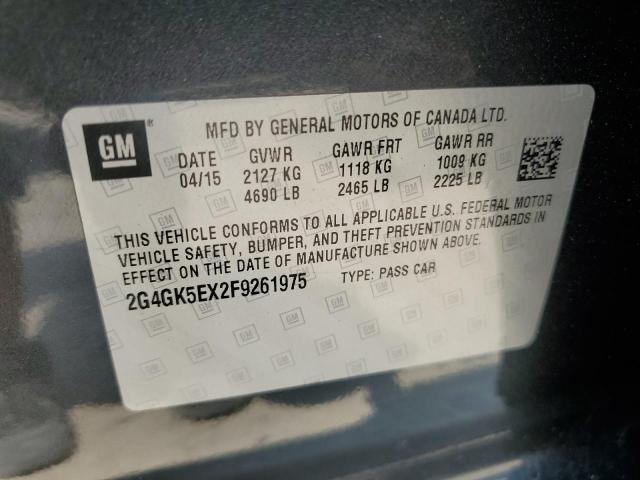 GM
MFD BY GENERAL MOTORS OF CANADA LTD.
DATE GVWR GAWR FRT GAWR RR
04/15 2127 KG 1118 KG 1009 KG
4690 LB 2465 LB 2225 LB
THIS VEHICLE CONFORMS TO ALL APPLICABLE U.S. FEDERAL MOTOR
VEHICLE SAFETY, BUMPER, AND THEFT PREVENTION STANDARDS IN
EFFECT ON THE DATE OF MANUFACTURE SHOWN ABOVE.
2G4GK5EX2F9261975 TYPE: PASS CAR